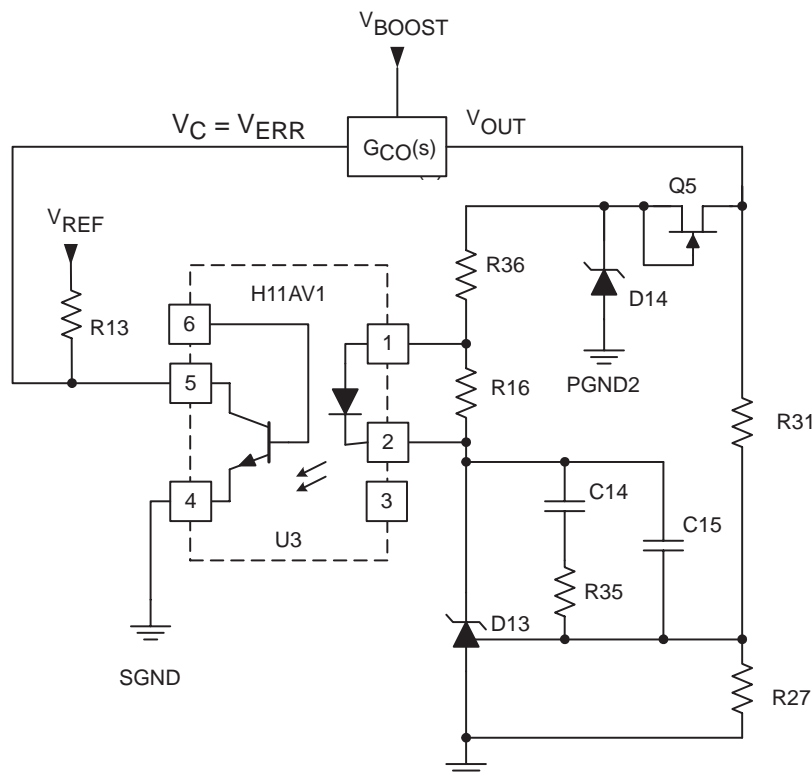 VBOOST
VC = VERR
VOUT
GCO(s)
Q5
VREF
R36
H11AV1
D14
6
R13
1
PGND2
5
R16
R31
2
4
3
C14
C15
U3
R35
D13
SGND
R27